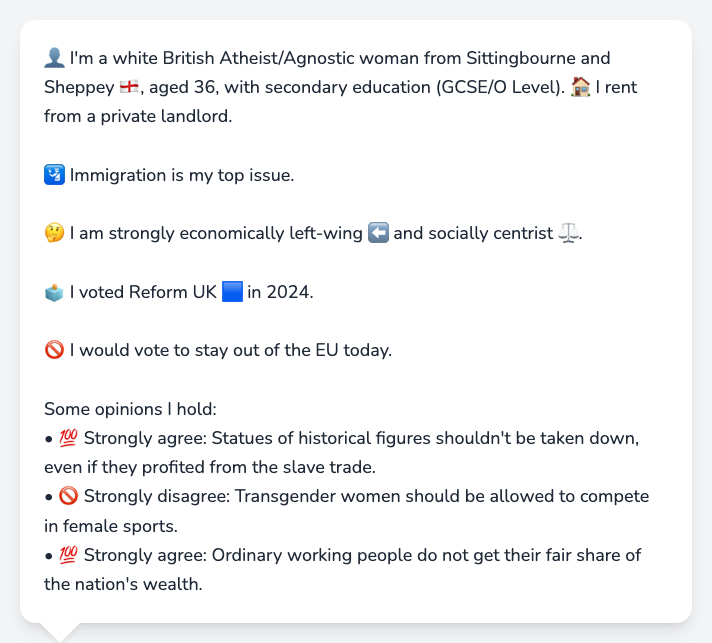 👤 I'm a white British Atheist/Agnostic woman from Sittingbourne and
Sheppey 🏴󠁧󠁢󠁥󠁮󠁧󠁿, aged 36, with secondary education (GCSE/O Level). 🏠 I rent
from a private landlord.
🛂 Immigration is my top issue.
🤔 I am strongly economically left-wing ⬅️ and socially centrist ⚖️.
🗳️ I voted Reform UK 🟦 in 2024.
🚫 I would vote to stay out of the EU today.
Some opinions I hold:
• 💯 Strongly agree: Statues of historical figures shouldn't be taken down,
even if they profited from the slave trade.
• 🚫 Strongly disagree: Transgender women should be allowed to compete
in female sports.
• 💯 Strongly agree: Ordinary working people do not get their fair share of
the nation's wealth.